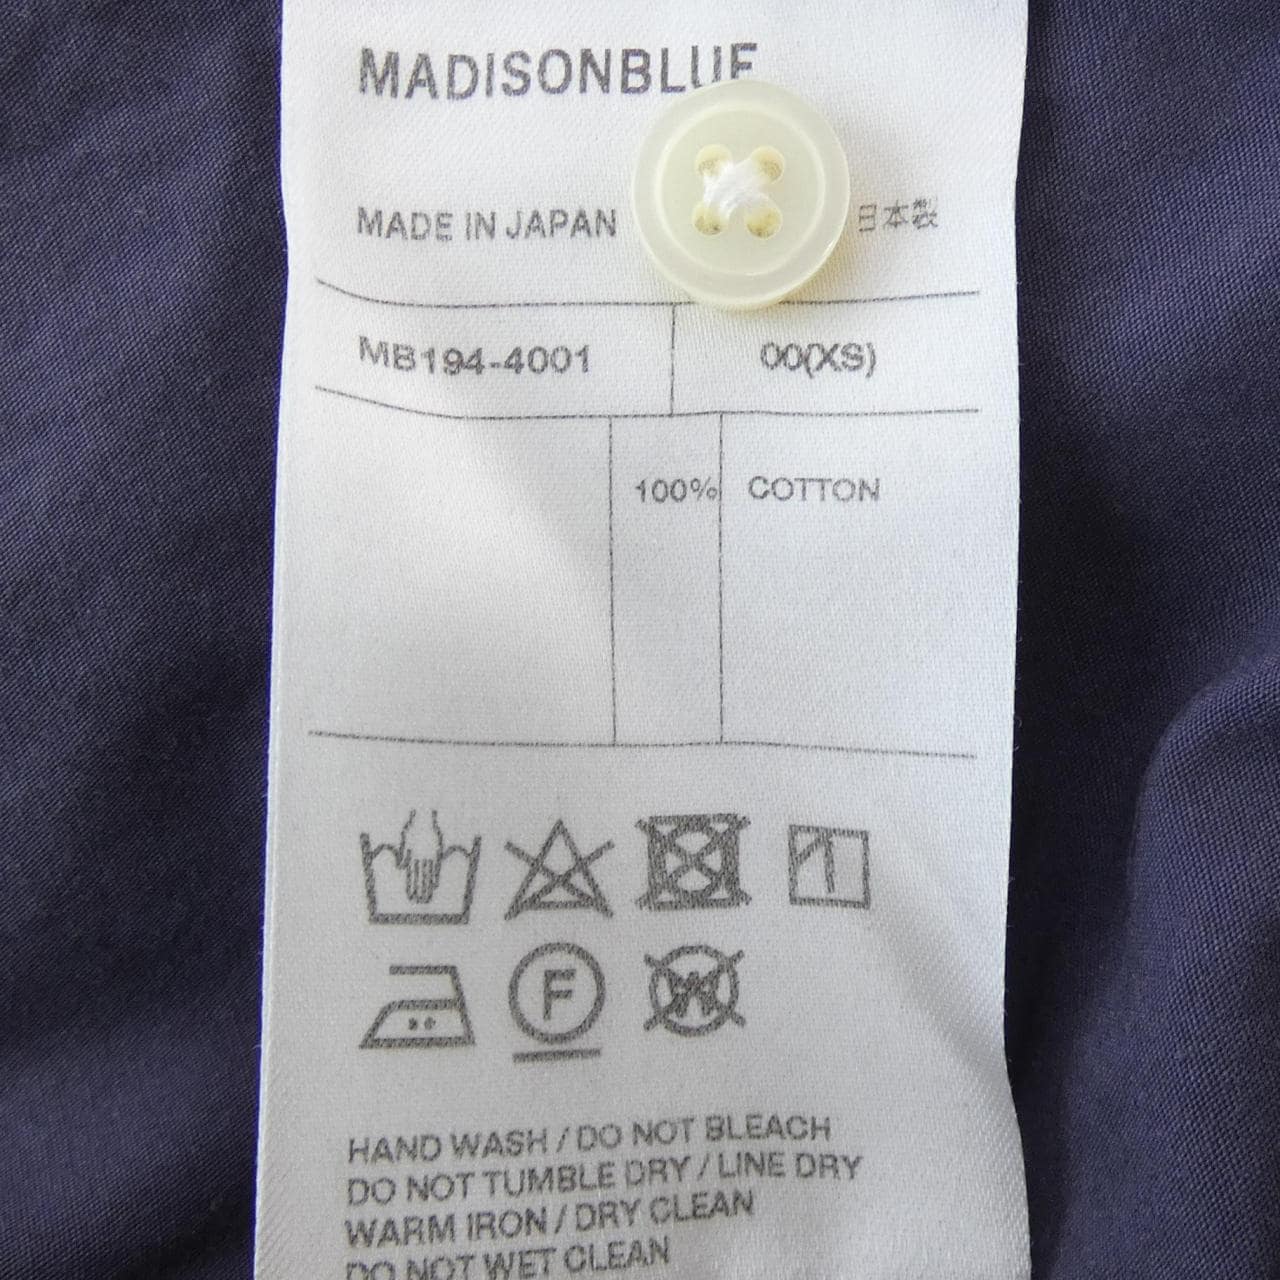 MADISONBLUE
MADE IN JAPAN 日本製
MB194-4001 00(XS)
100% COTTON
F
W
HAND WASH / DO NOT BLEACH
DO NOT TUMBLE DRY / LINE DRY
WARM IRON / DRY CLEAN
DO NOT WET CLEAN